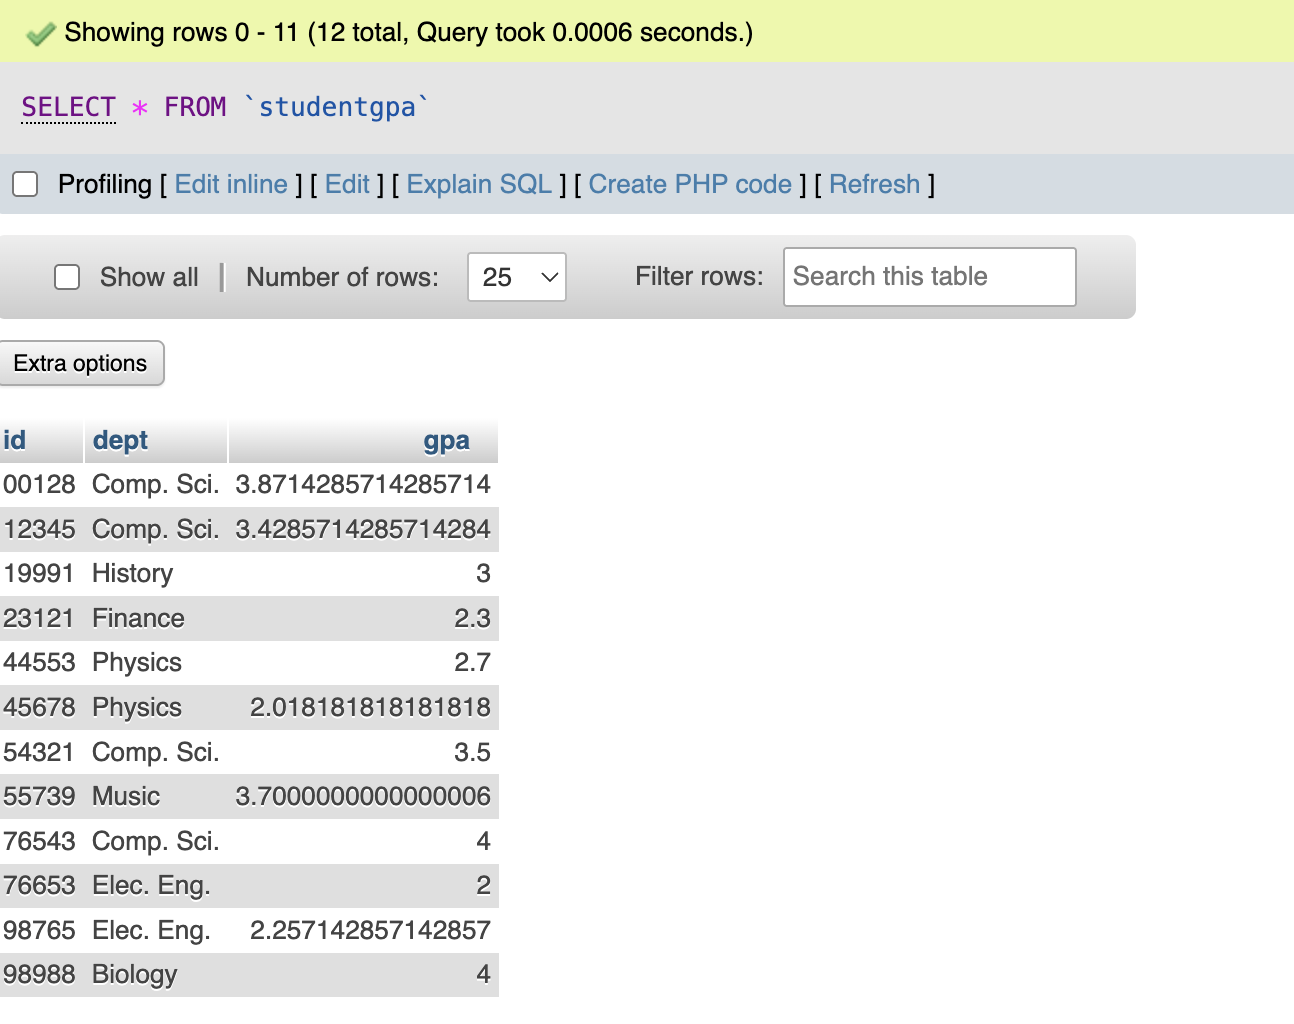 Showing rows 0 - 11 (12 total, Query took 0.0006 seconds.)
SELECT * FROM `studentgpa`
Profiling [ Edit inline ] [ Edit ] [ Explain SQL ] [ Create PHP code ] [ Refresh ]
Show all | Number of rows: 25 Filter rows: Search this table
Extra options
id dept gpa
00128 Comp. Sci. 3.8714285714285714
12345 Comp. Sci. 3.4285714285714284
19991 History 3
23121 Finance 2.3
44553 Physics 2.7
45678 Physics 2.018181818181818
54321 Comp. Sci. 3.5
55739 Music 3.7000000000000006
76543 Comp. Sci. 4
76653 Elec. Eng. 2
98765 Elec. Eng. 2.257142857142857
98988 Biology 4